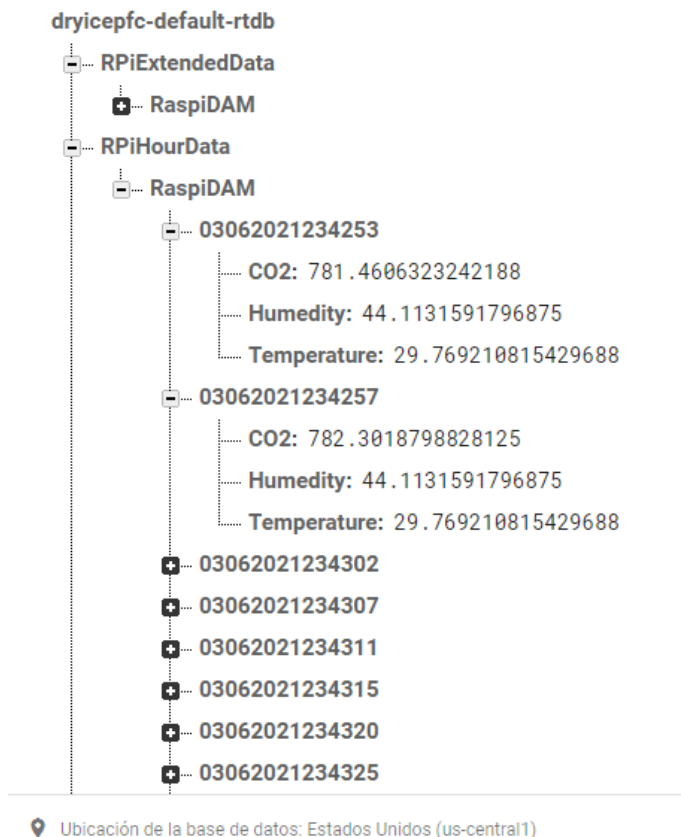 dryicepfc-default-rtdb
RPiExtendedData
RaspiDAM
RPiHourData
RaspiDAM
03062021234253
CO2: 781.4606323242188
Humedity: 44.1131591796875
Temperature: 29.769210815429688
03062021234257
CO2: 782.3018798828125
Humedity: 44.1131591796875
Temperature: 29.769210815429688
03062021234302
03062021234307
03062021234311
03062021234315
03062021234320
03062021234325
Ubicación de la base de datos: Estados Unidos (us-central1)